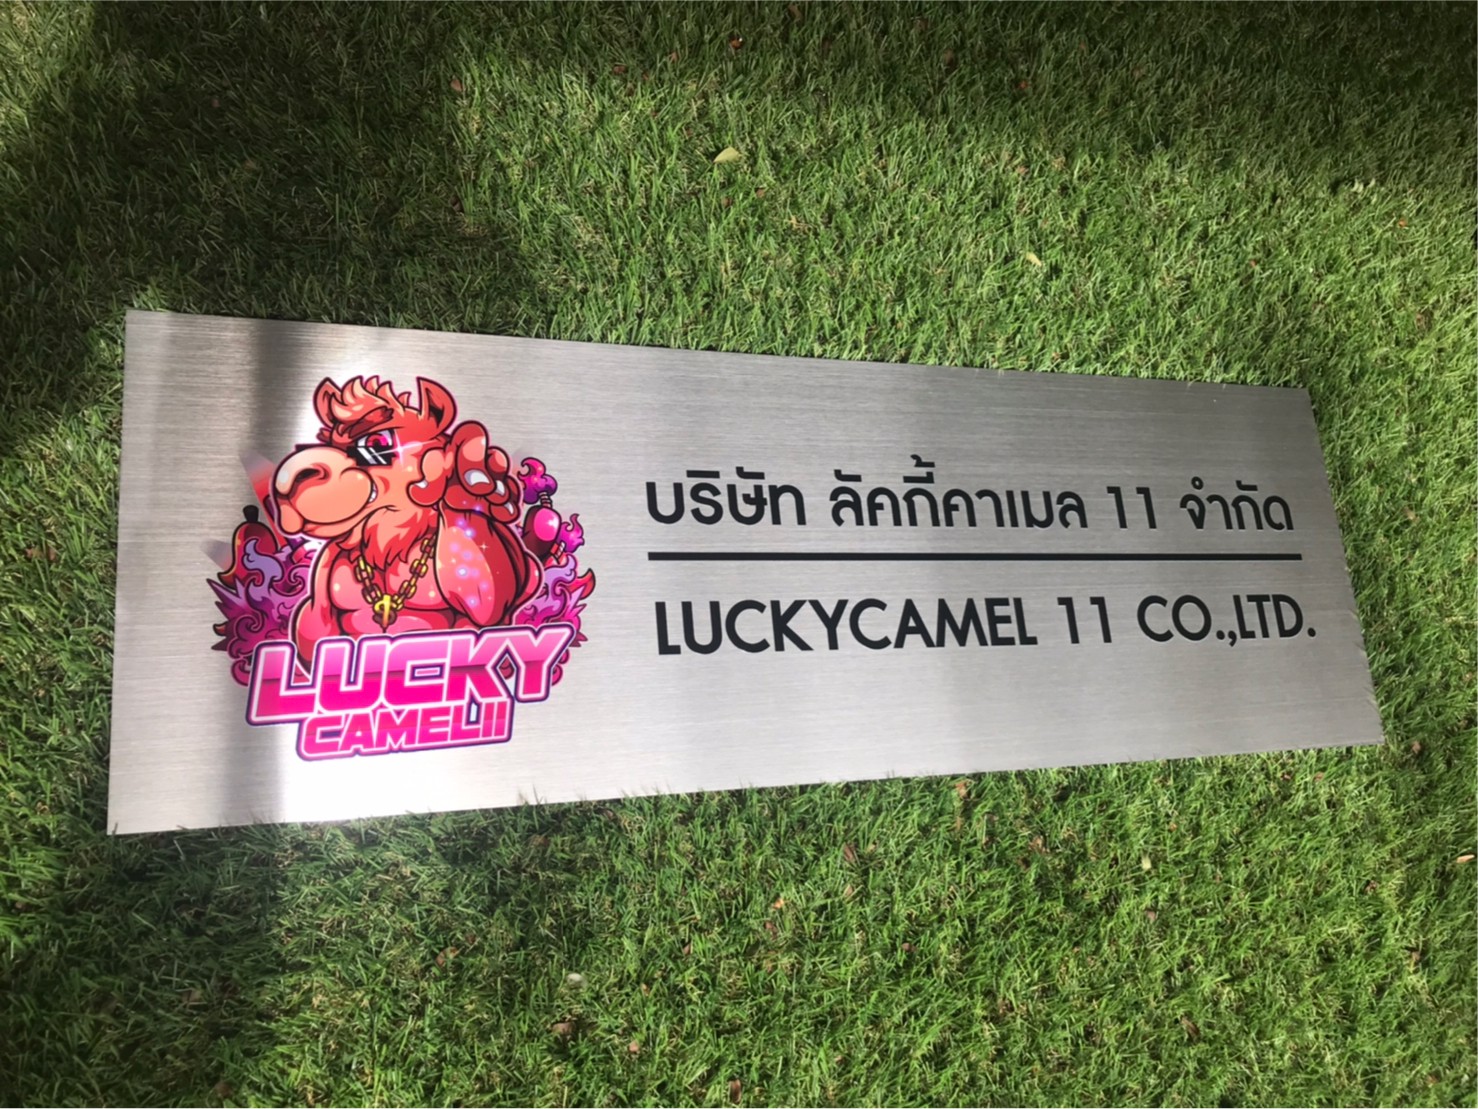 LUCKY
CAMELII
บริษัท ลัคกี้คาเมล 11 จำกัด
LUCKYCAMEL 11 CO.,LTD.